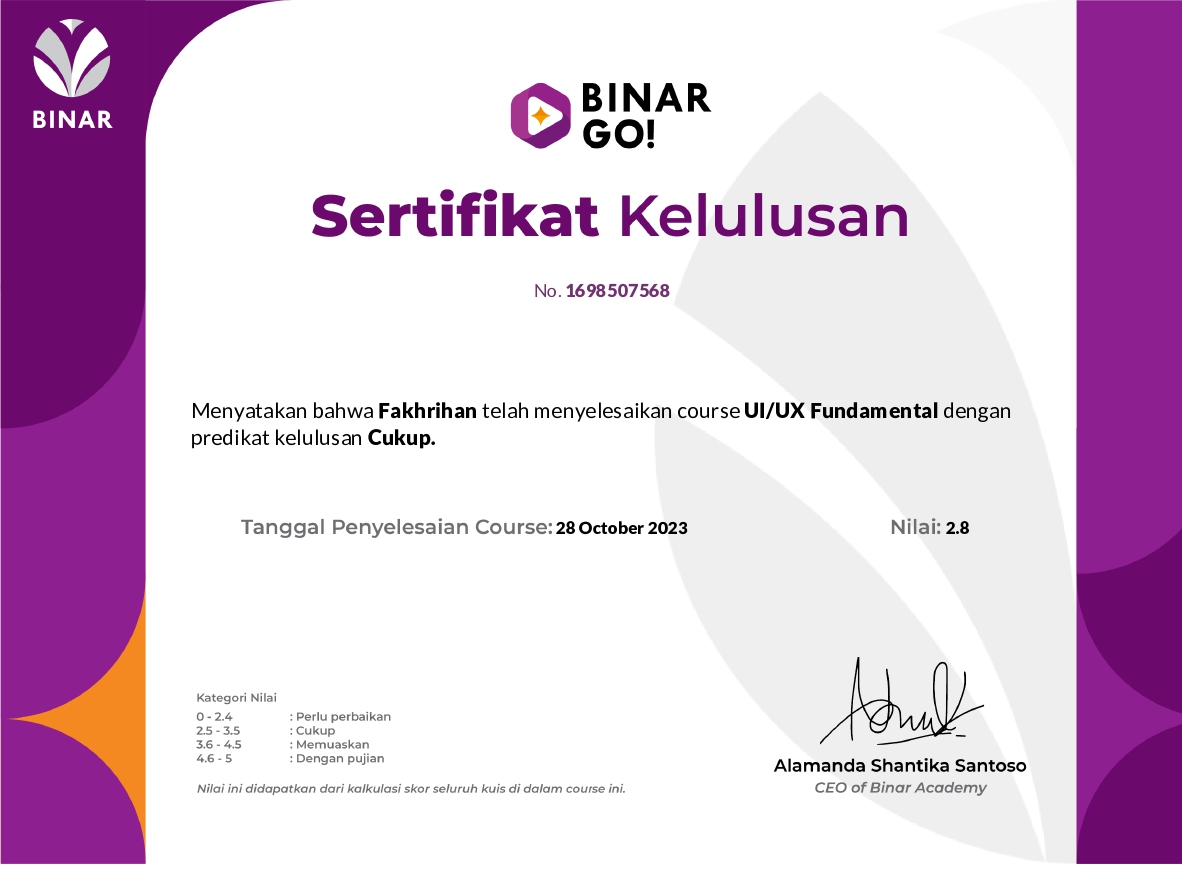 BINAR
BINAR
GO!
Sertifikat Kelulusan
No. 1698507568
Menyatakan bahwa Fakhrihan telah menyelesaikan course UI/UX Fundamental dengan
predikat kelulusan Cukup.
Tanggal Penyelesaian Course: 28 October 2023 Nilai: 2.8
Kategori Nilai
0 - 2.4 : Perlu perbaikan
2.5 - 3.5 : Cukup
3.6 - 4.5 : Memuaskan
4.6 - 5 : Dengan pujian
Nilai ini didapatkan dari kalkulasi skor seluruh kuis di dalam course ini.
Alamanda Shantika Santoso
CEO of Binar Academy